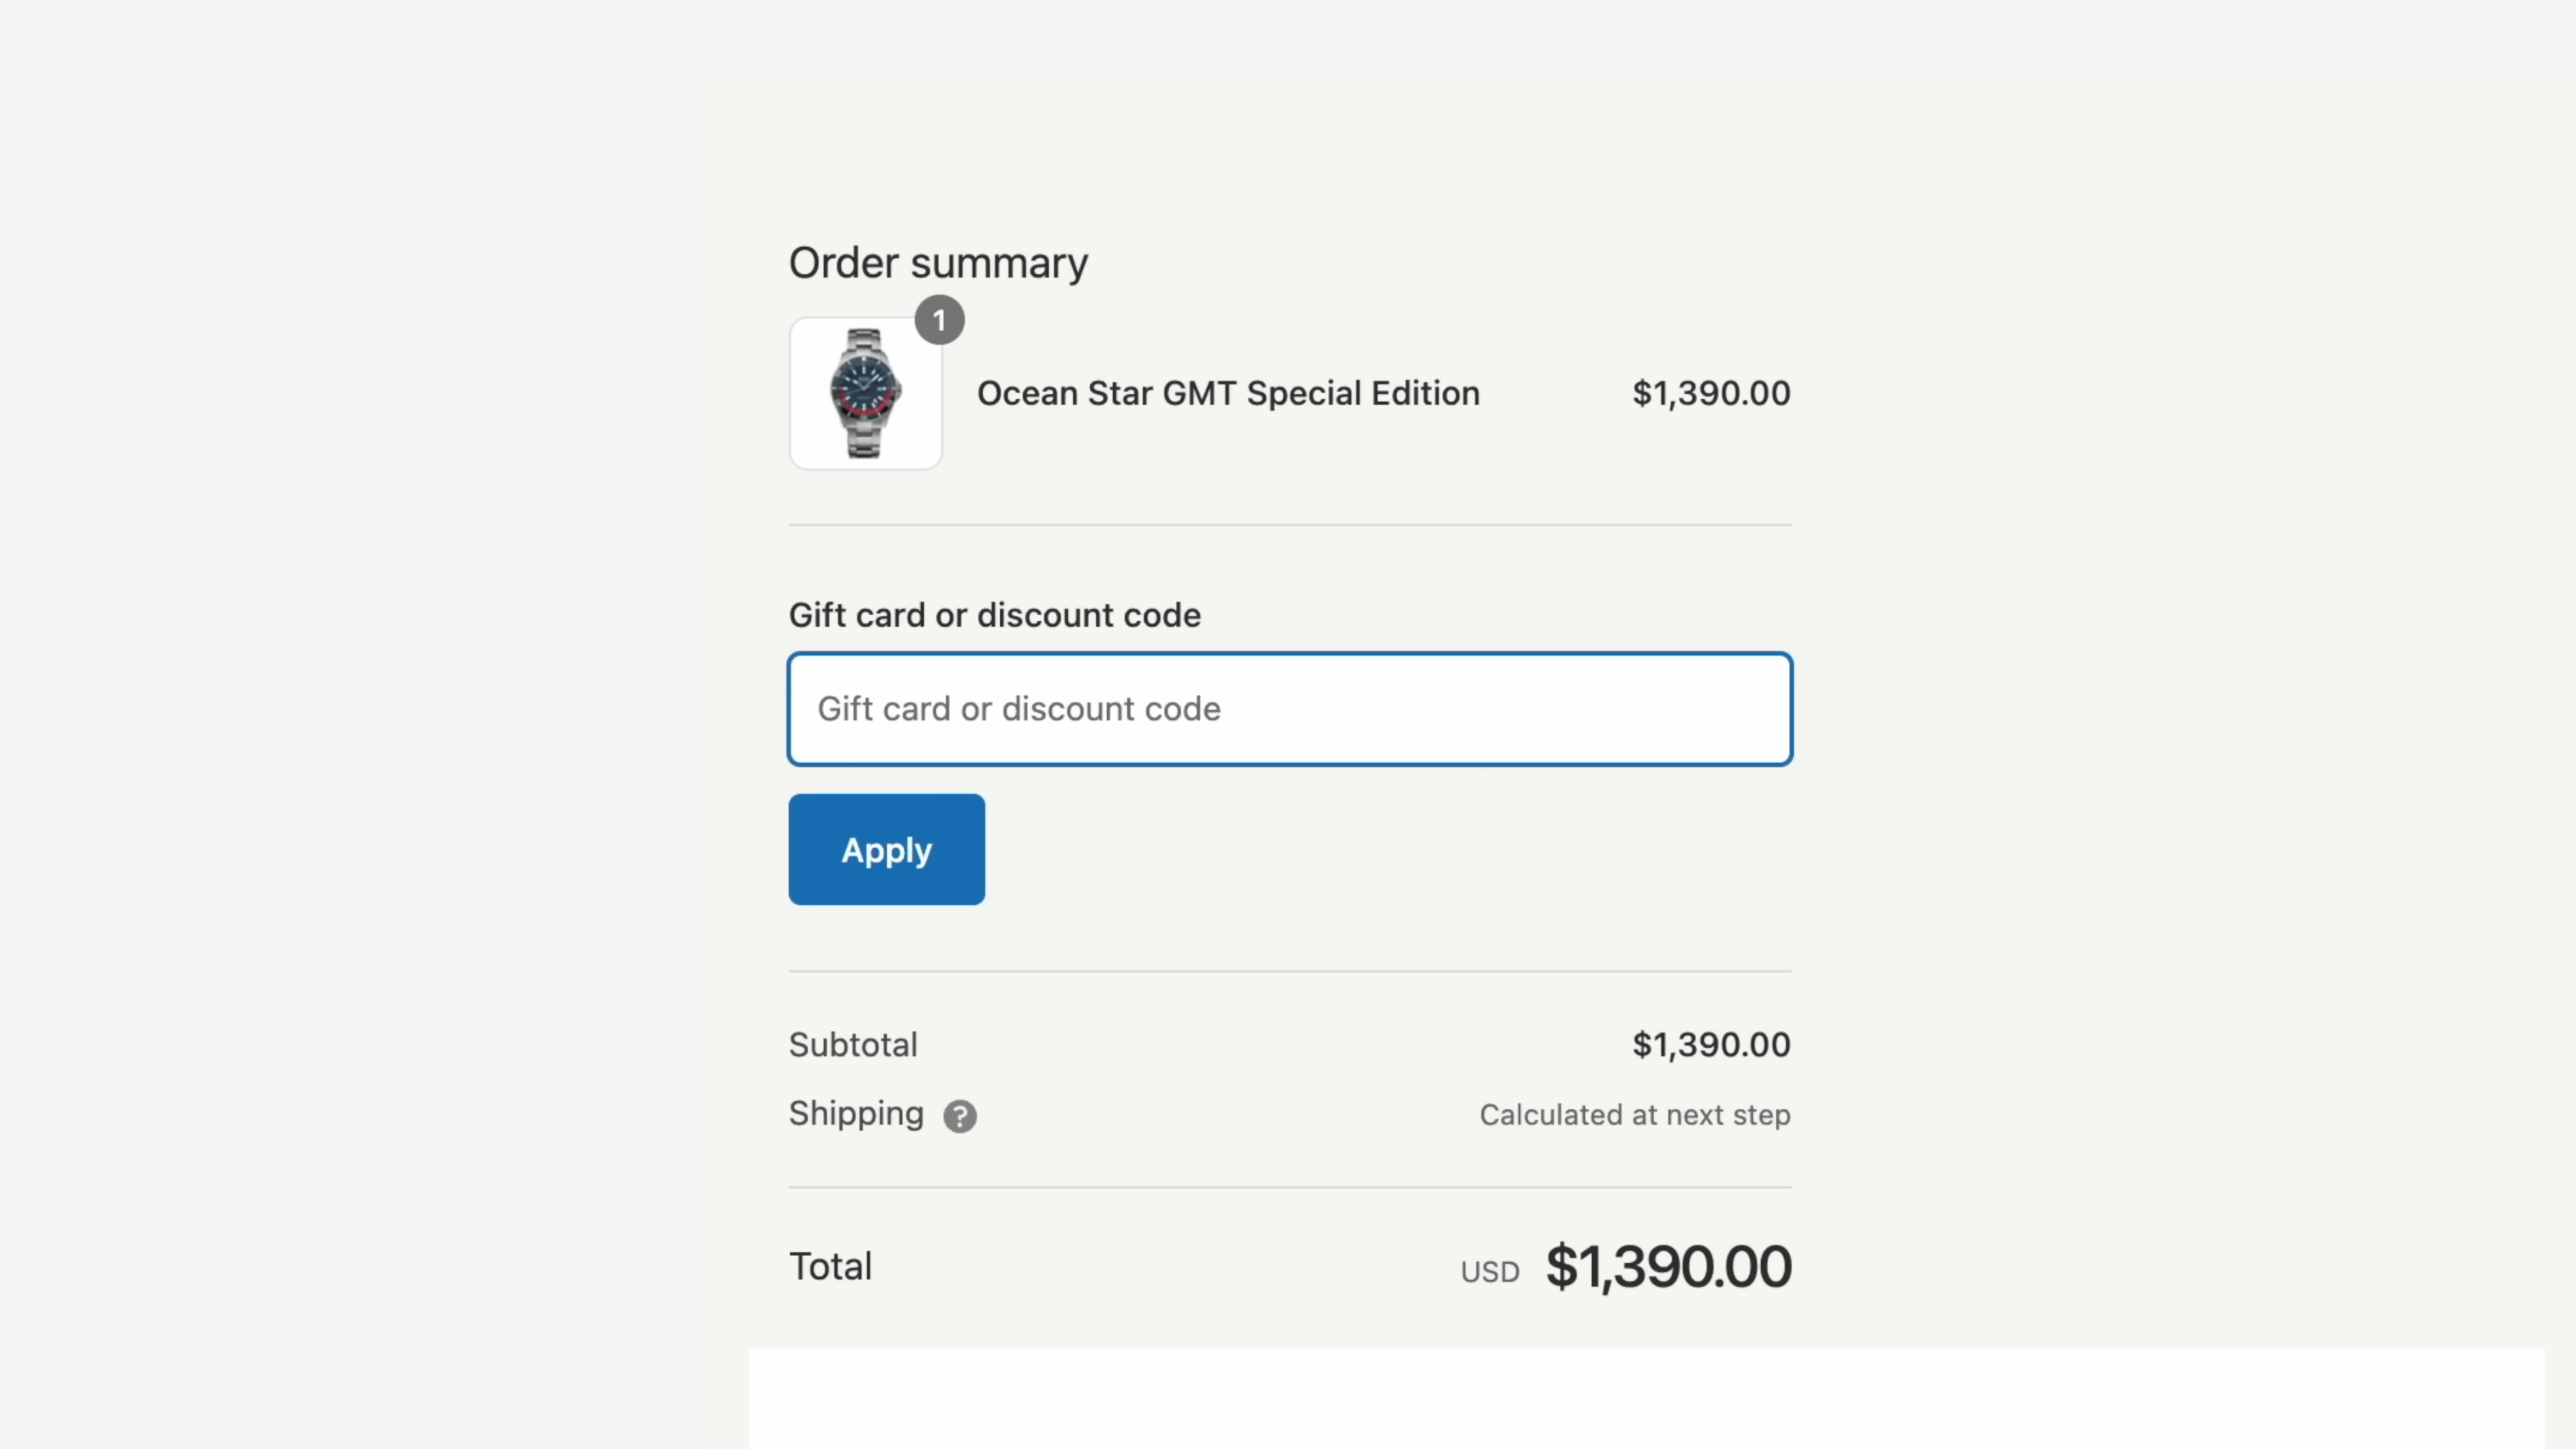 Order summary
1
Ocean Star GMT Special Edition $1,390.00
Gift card or discount code
Gift card or discount code
Apply
Subtotal $1,390.00
Shipping ? Calculated at next step
Total USD $1,390.00